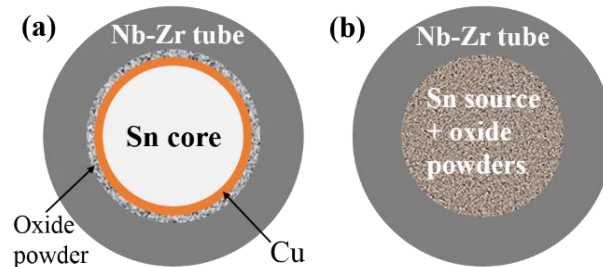 (a)
Nb-Zr tube
Sn core
Oxide
powder
Cu
(b)
Nb-Zr tube
Sn source
+ oxide
powders